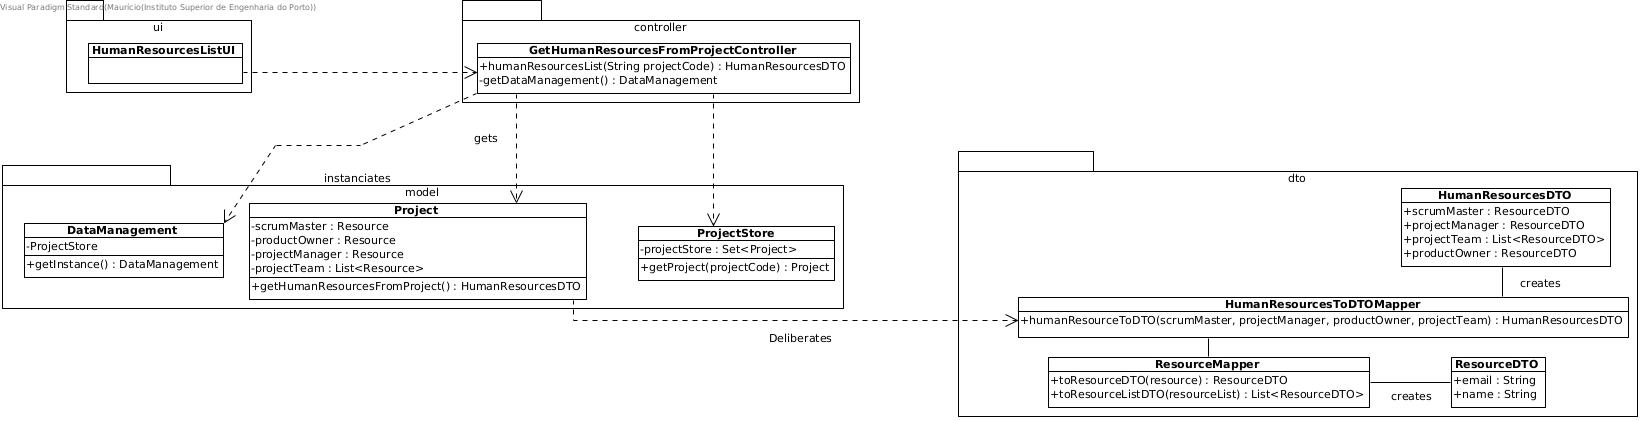 Visual Paradigm Standard(Maurício(Instituto Superior de Engenharia do Porto))
ui
HumanResourcesListUI
controller
GetHumanResourcesFromProjectController
+humanResourcesList(String projectCode) : HumanResourcesDTO
-getDataManagement() : DataManagement
gets
instanciates
model
DataManagement
-ProjectStore
+getInstance() : DataManagement
Project
-scrumMaster : Resource
-productOwner : Resource
-projectManager : Resource
-projectTeam : List<Resource>
+getHumanResourcesFromProject() : HumanResourcesDTO
ProjectStore
-projectStore : Set<Project>
+getProject(projectCode) : Project
Deliberates
dto
HumanResourcesDTO
+scrumMaster : ResourceDTO
+projectManager : ResourceDTO
+projectTeam : List<ResourceDTO>
+productOwner : ResourceDTO
creates
HumanResourcesToDTOMapper
+humanResourceToDTO(scrumMaster, projectManager, productOwner, projectTeam) : HumanResourcesDTO
ResourceMapper
+toResourceDTO(resource) : ResourceDTO
+toResourceListDTO(resourceList) : List<ResourceDTO>
creates
ResourceDTO
+email : String
+name : String